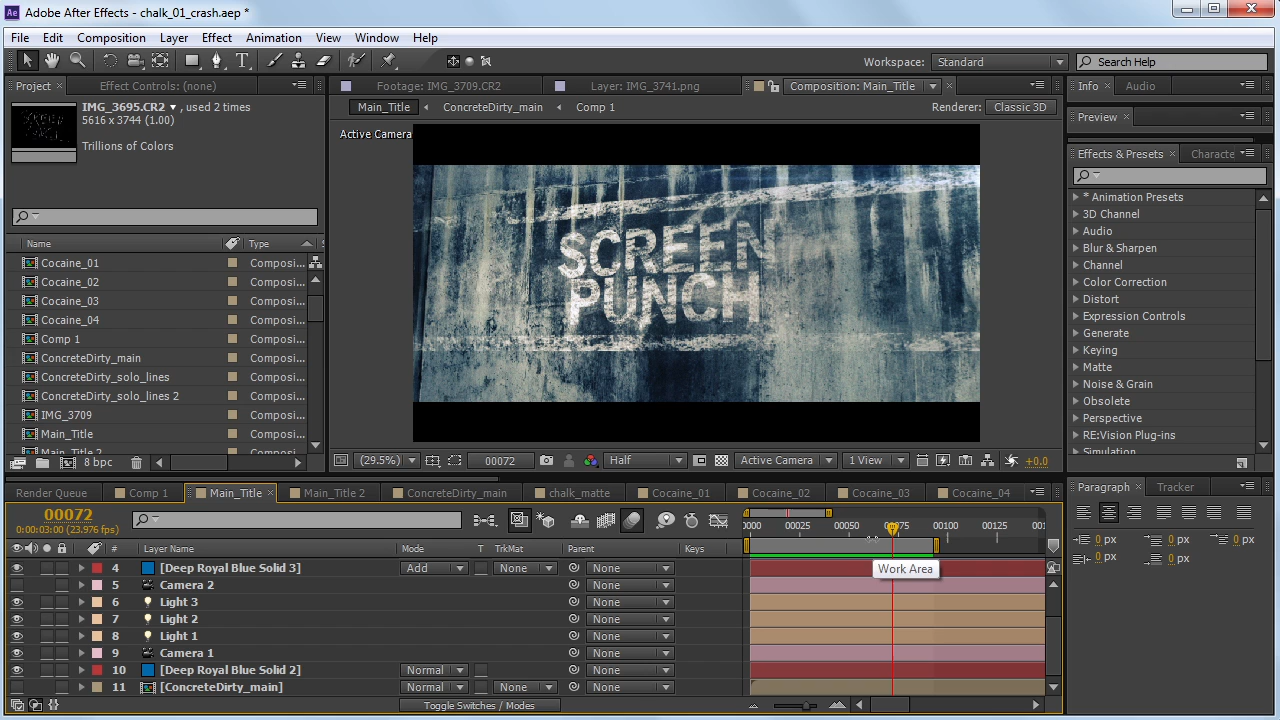 Adobe After Effects - chalk_01_crash.aep *
File Edit Composition Layer Effect Animation View Window Help
Workspace: Standard Search Help
Project Effect Controls: (none) Footage: IMG_3709.CR2 Layer: IMG_3741.png Composition: Main_Title Info Audio
IMG_3695.CR2 , used 2 times
5616 x 3744 (1.00)
Trillions of Colors
Main_Title ConcreteDirty_main Comp 1 Renderer: Classic 3D
Active Camera
SCREEN
PUNCH
Preview
Effects & Presets Characte
* Animation Presets
3D Channel
Audio
Blur & Sharpen
Channel
Color Correction
Distort
Expression Controls
Generate
Keying
Matte
Noise & Grain
Obsolete
Perspective
RE:Vision Plug-ins
Simulation
Name Type
Cocaine_01 Composi...
Cocaine_02 Composi...
Cocaine_03 Composi...
Cocaine_04 Composi...
Comp 1 Composi...
ConcreteDirty_main Composi...
ConcreteDirty_solo_lines Composi...
ConcreteDirty_solo_lines 2 Composi...
IMG_3709 Composi...
Main_Title Composi...
Main_Title 2 Composi...
8 bpc
(29.5%) 00072 Half Active Camera 1 View +0.0
Render Queue Comp 1 Main_Title Main_Title 2 ConcreteDirty_main chalk_matte Cocaine_01 Cocaine_02 Cocaine_03 Cocaine_04
Paragraph Tracker
0 px 0 px 0 px
0 px 0 px
00072
0:00:03:00 (23.976 fps)
0000 00025 00050 00075 00100 00125
# Layer Name Mode T TrkMat Parent Keys
Work Area
4 [Deep Royal Blue Solid 3] Add None None
5 Camera 2 None
6 Light 3 None
7 Light 2 None
8 Light 1 None
9 Camera 1 None
10 [Deep Royal Blue Solid 2] Normal None
11 [ConcreteDirty_main] Normal None None
Toggle Switches / Modes